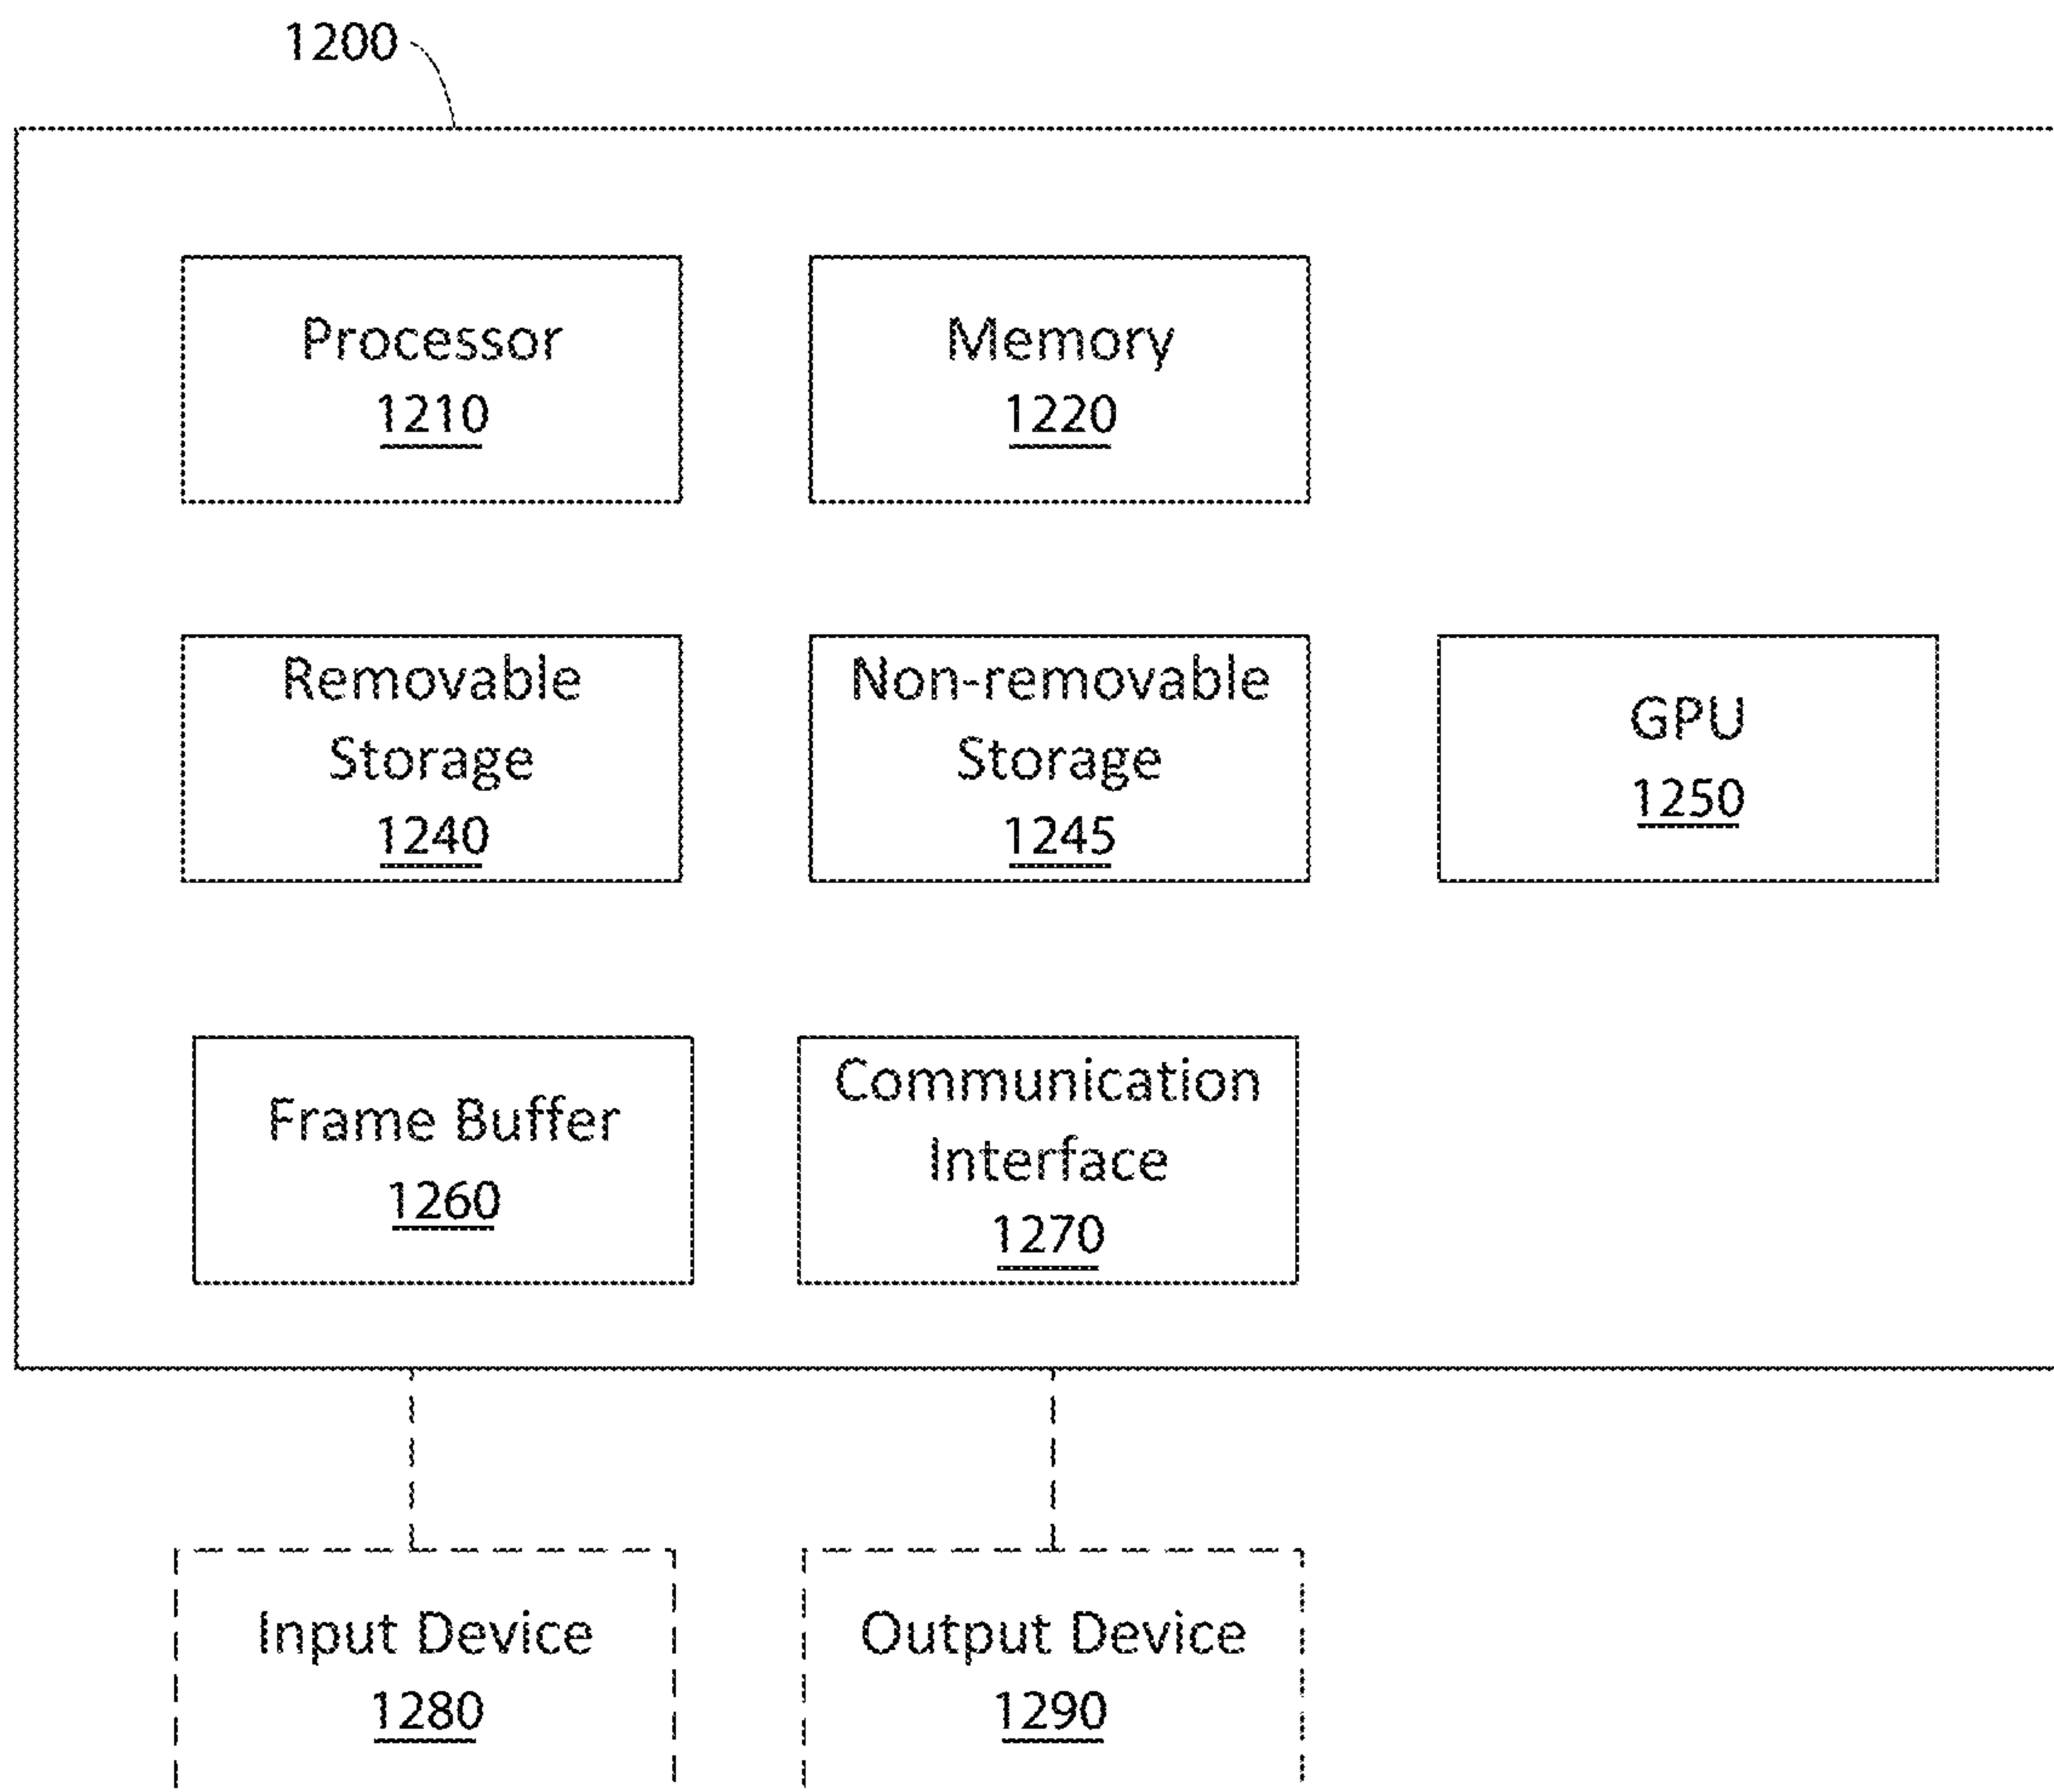 1200
Processor
1210
Memory
1220
Removable
Storage
1240
Non-removable
Storage
1245
GPU
1250
Frame Buffer
1260
Communication
Interface
1270
Input Device
1280
Output Device
1290